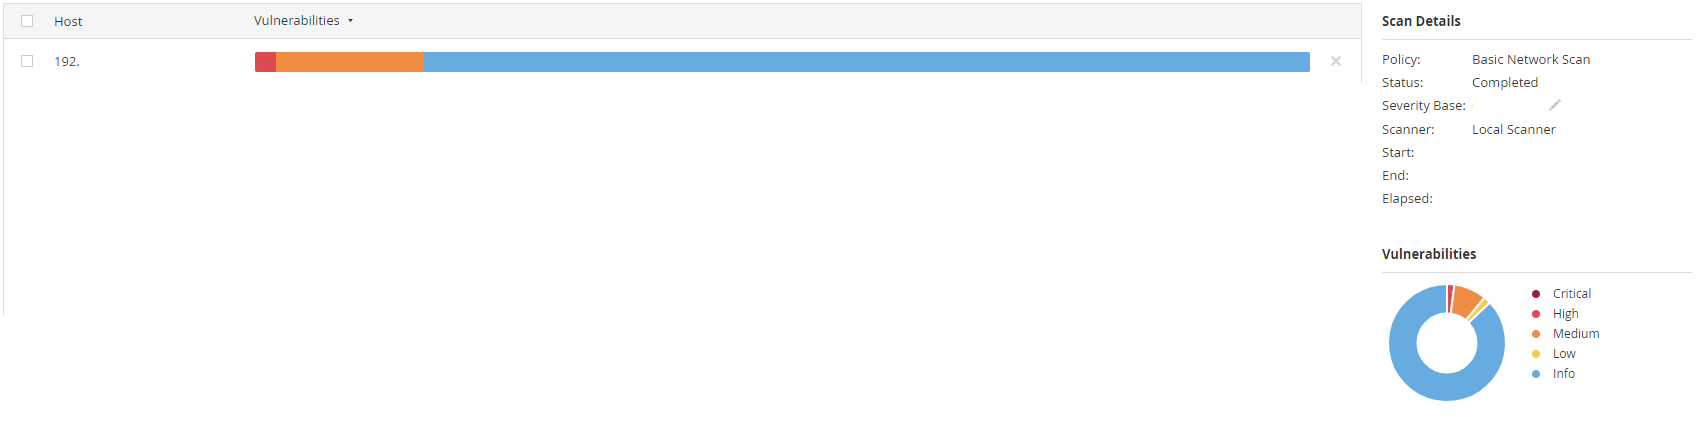 Host Vulnerabilities
192.
Scan Details
Policy: Basic Network Scan
Status: Completed
Severity Base:
Scanner: Local Scanner
Start:
End:
Elapsed:
Vulnerabilities
Critical
High
Medium
Low
Info